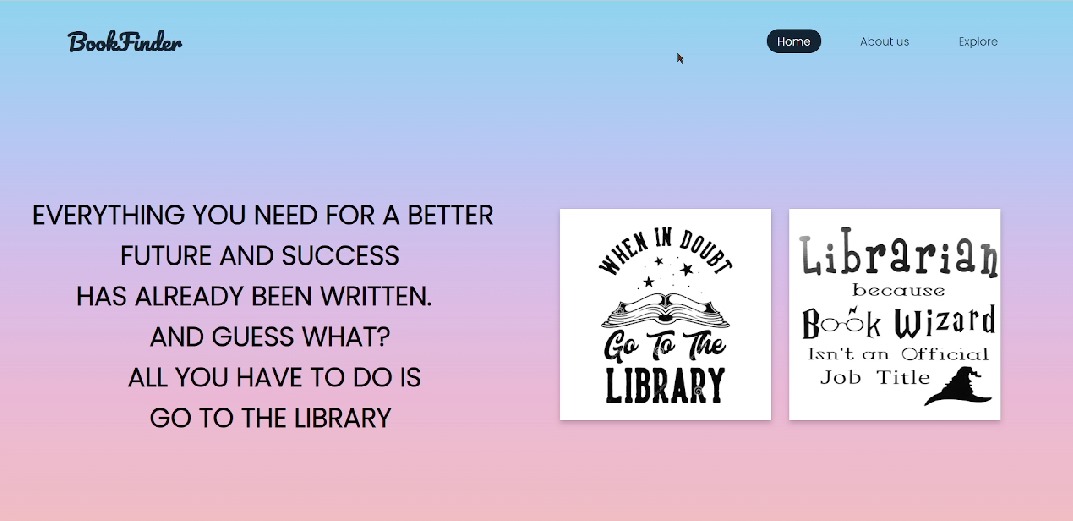 BookFinder
Home
About us
Explore
EVERYTHING YOU NEED FOR A BETTER
FUTURE AND SUCCESS
HAS ALREADY BEEN WRITTEN.
AND GUESS WHAT?
ALL YOU HAVE TO DO IS
GO TO THE LIBRARY
WHEN IN DOUBT
Go To The
LIBRARY
Librarian
because
Book Wizard
Isn't an Official
Job Title